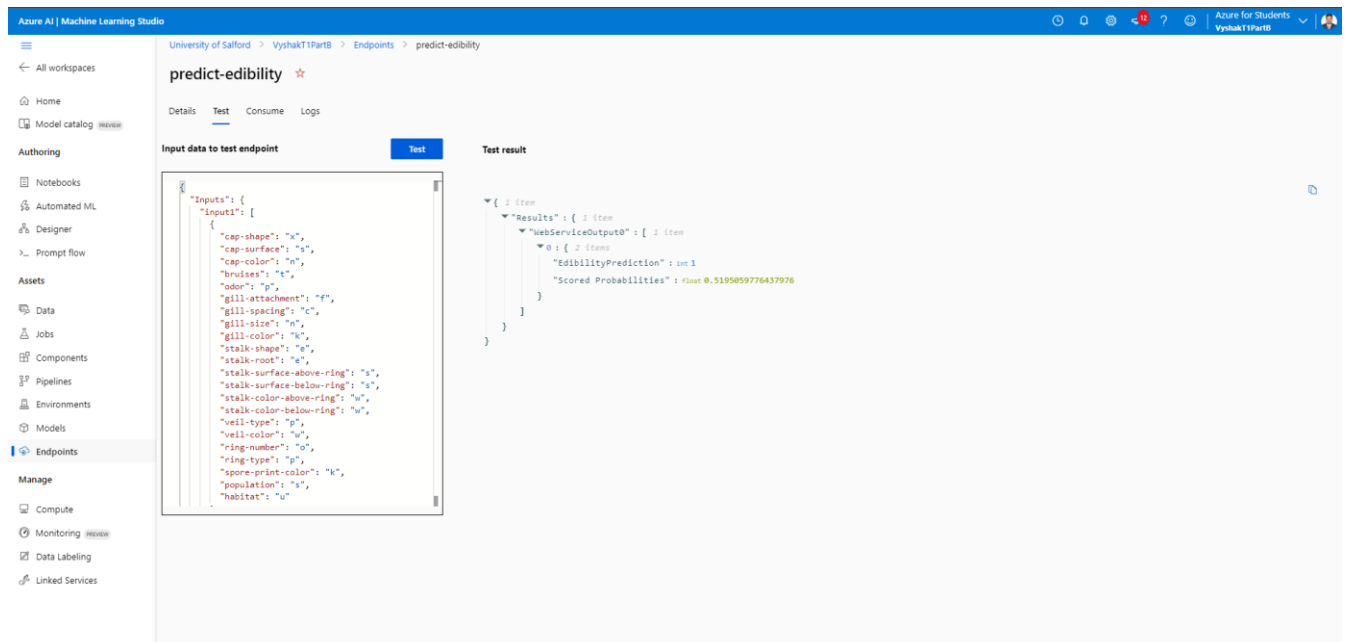 Azure AI | Machine Learning Studio
12
?
Azure for Students
VyshakT1PartB
All workspaces
Home
Model catalog PREVIEW
Authoring
Notebooks
Automated ML
Designer
>_ Prompt flow
Assets
Data
Jobs
Components
Pipelines
Environments
Models
Endpoints
Manage
Compute
Monitoring PREVIEW
Data Labeling
Linked Services
University of Salford > VyshakT1PartB > Endpoints > predict-edibility
predict-edibility
Details Test Consume Logs
Input data to test endpoint
Test
{
"Inputs": {
"input1": [
{
"cap-shape": "x",
"cap-surface": "s",
"cap-color": "n",
"bruises": "t",
"odor": "p",
"gill-attachment": "f",
"gill-spacing": "c",
"gill-size": "n",
"gill-color": "k",
"stalk-shape": "e",
"stalk-root": "e",
"stalk-surface-above-ring": "s",
"stalk-surface-below-ring": "s",
"stalk-color-above-ring": "w",
"stalk-color-below-ring": "w",
"veil-type": "p",
"veil-color": "w",
"ring-number": "o",
"ring-type": "p",
"spore-print-color": "k",
"population": "s",
"habitat": "u"
Test result
{ 1 item
"Results" : { 1 item
"WebServiceOutput0" : [ 1 item
0 : { 2 items
"EdibilityPrediction" : int 1
"Scored Probabilities" : float 0.5195059776437976
}
]
}
}